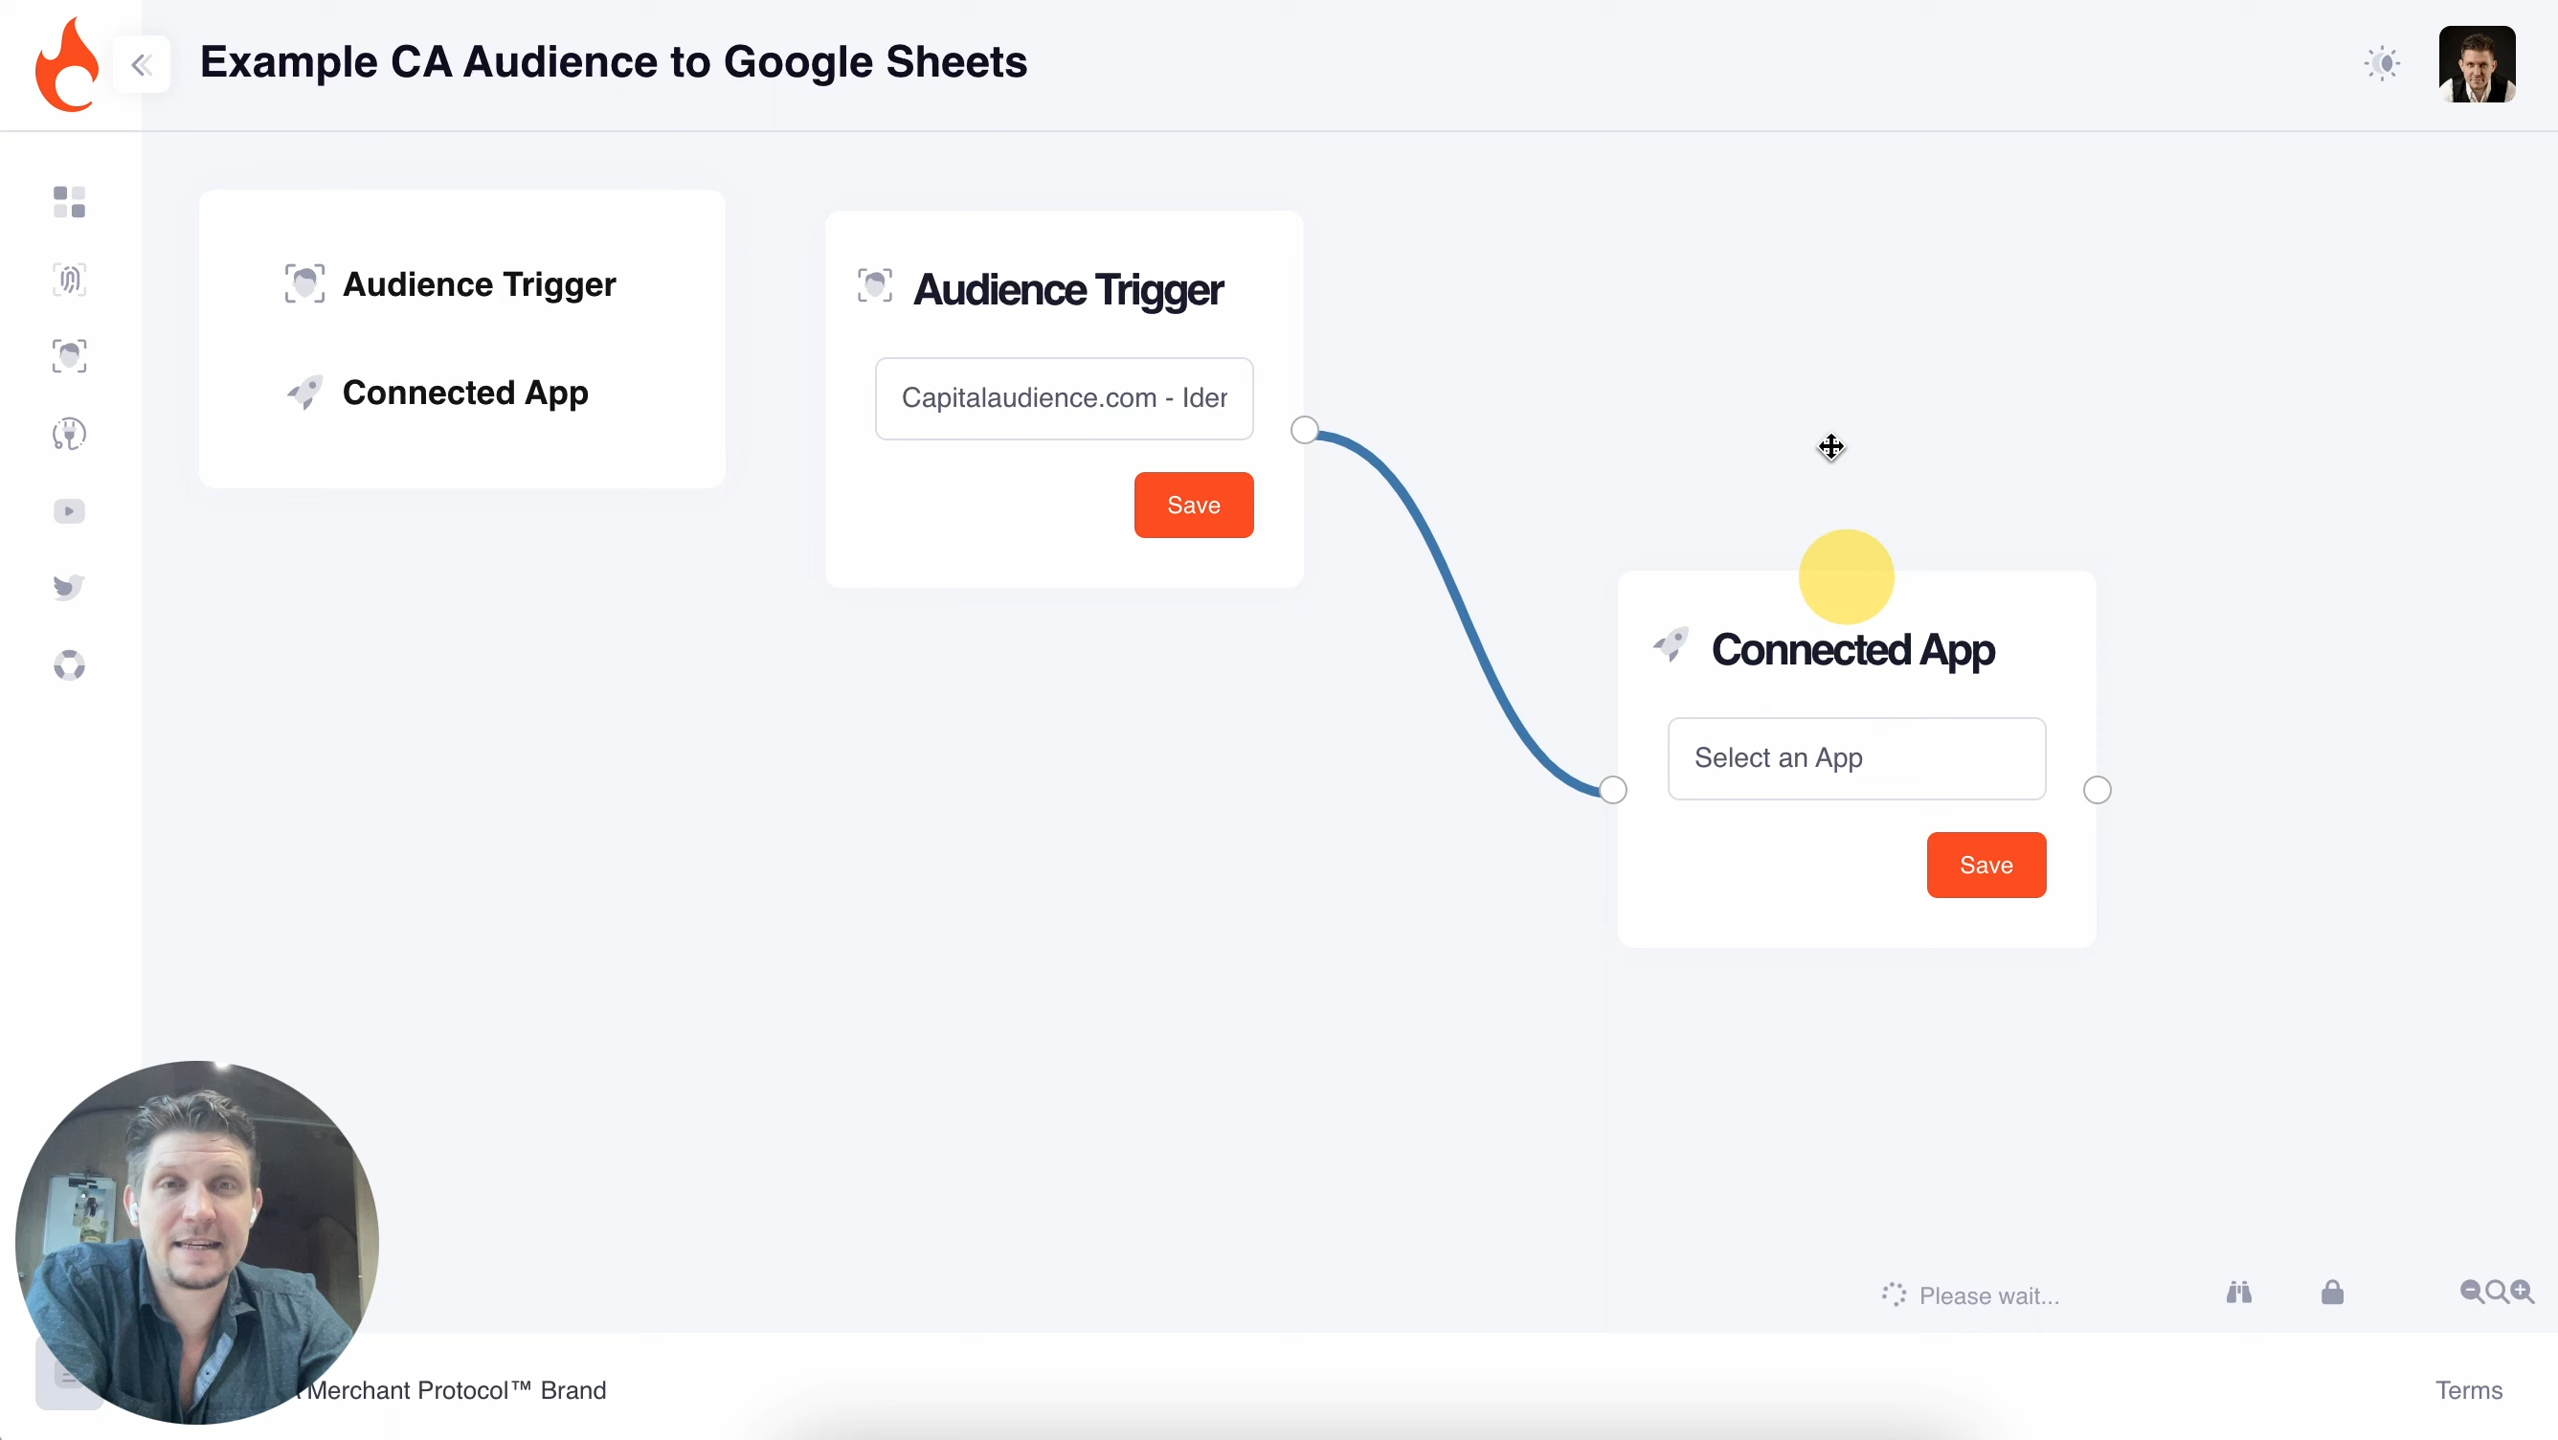 Example CA Audience to Google Sheets
Audience Trigger
Connected App
Audience Trigger
Capitalaudience.com - Ider
Save
Connected App
Select an App
Save
Please wait...
Merchant Protocol™ Brand
Terms